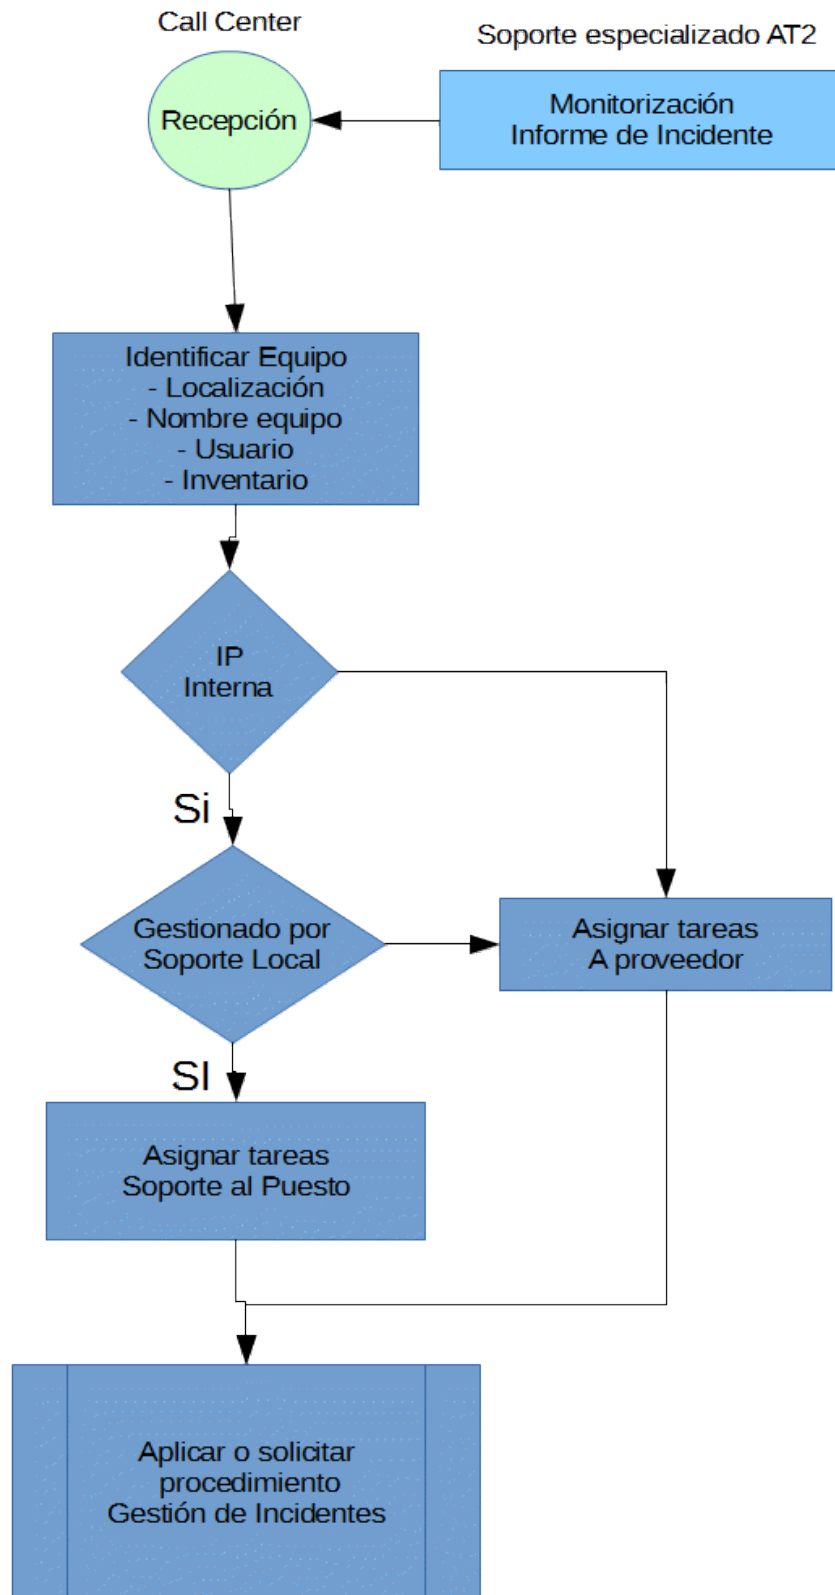 Call Center
Soporte especializado AT2
Recepción
Monitorización
Informe de Incidente
Identificar Equipo
- Localización
- Nombre equipo
- Usuario
- Inventario
IP
Interna
Si
Gestionado por
Soporte Local
Asignar tareas
A proveedor
SI
Asignar tareas
Soporte al Puesto
Aplicar o solicitar
procedimiento
Gestión de Incidentes